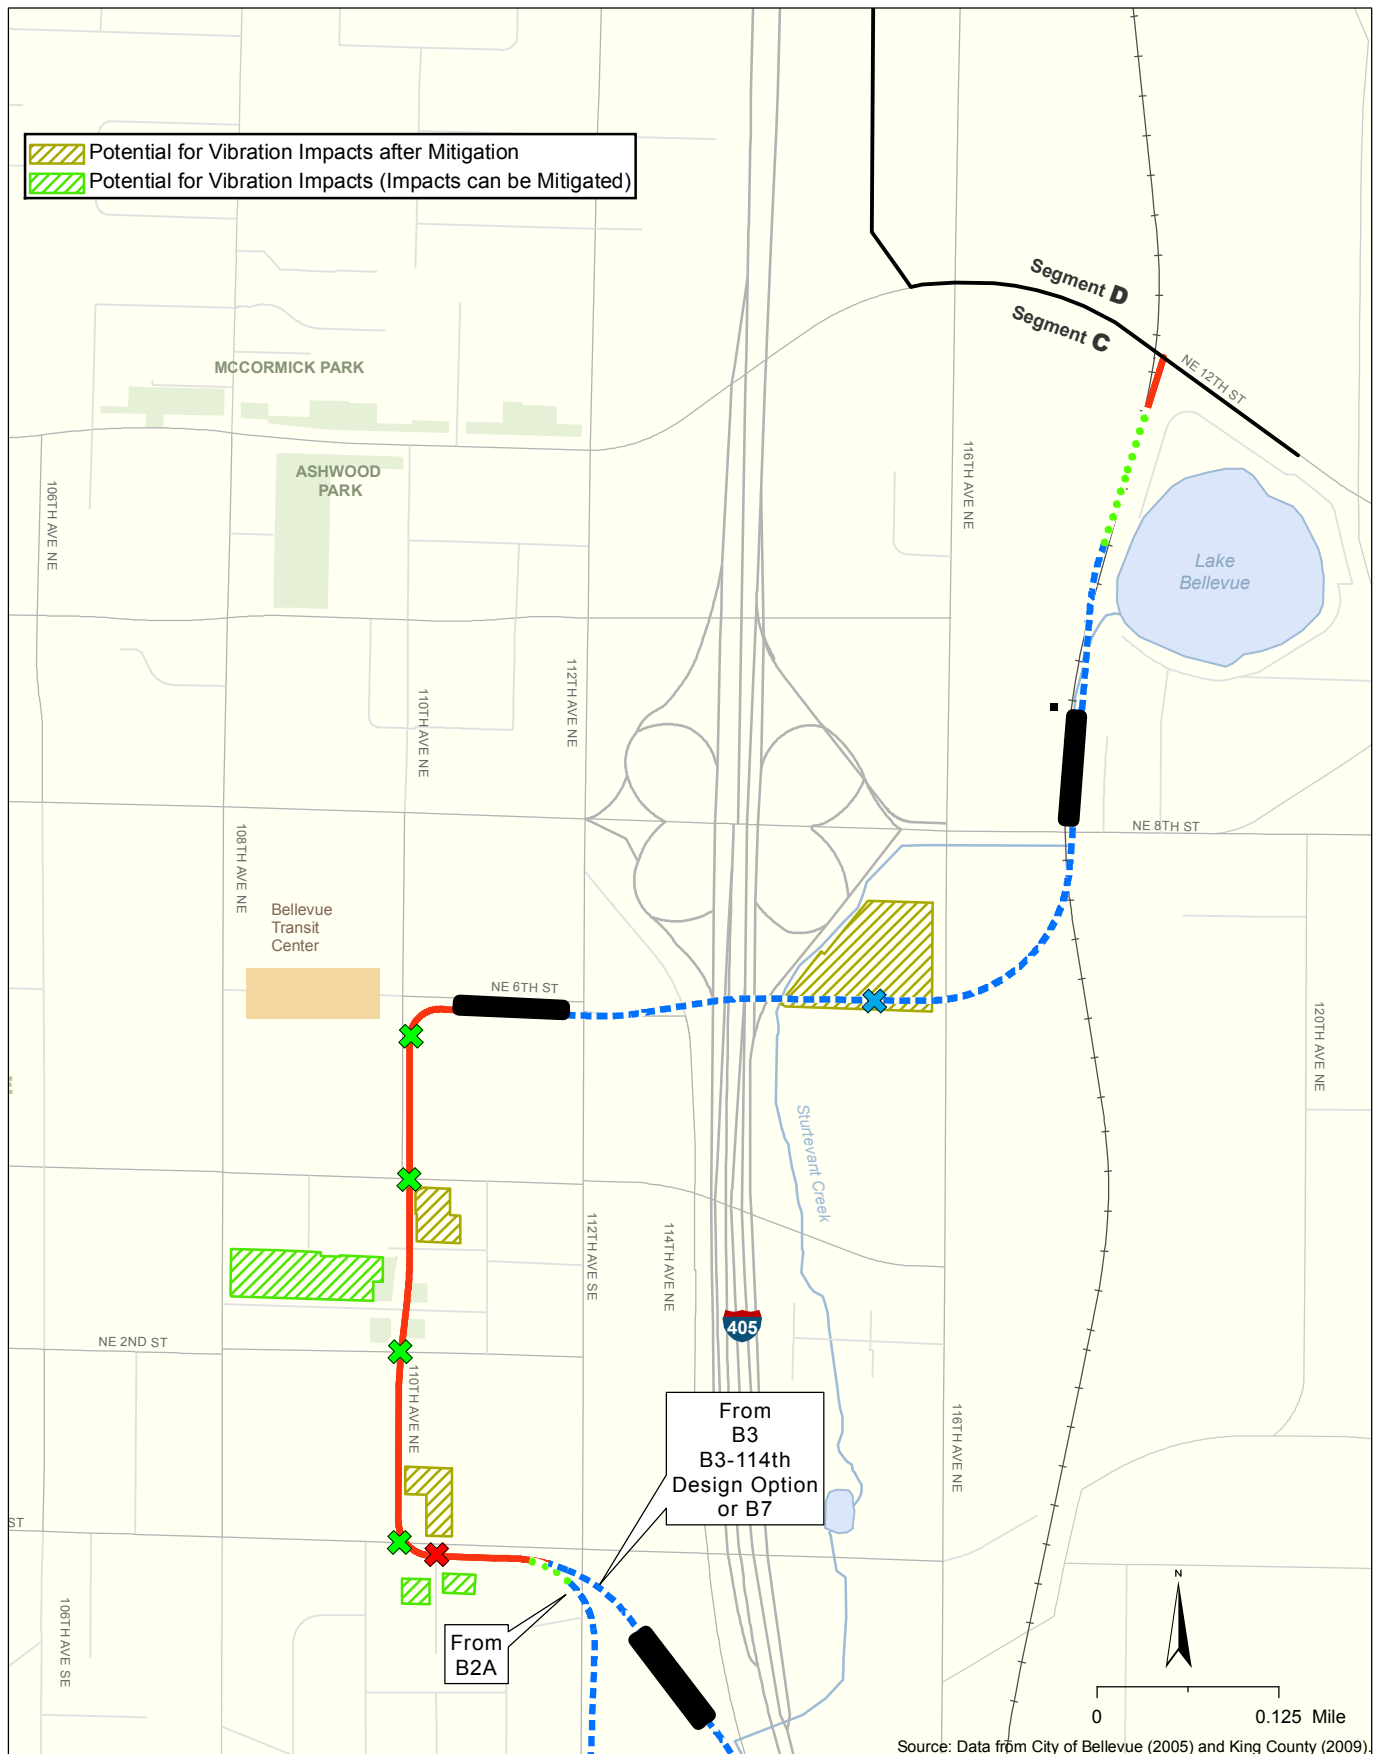 Potential for Vibration Impacts after Mitigation
Potential for Vibration Impacts (Impacts can be Mitigated)
Segment D
Segment C
NE 12TH ST
MCCORMICK PARK
ASHWOOD
PARK
106TH AVE NE
116TH AVE NE
Lake
Bellevue
112TH AVE NE
110TH AVE NE
108TH AVE NE
NE 8TH ST
Bellevue
Transit
Center
NE 6TH ST
120TH AVE NE
Sturtevant Creek
112TH AVE SE
114TH AVE NE
405
NE 2ND ST
110TH AVE NE
From
B3
B3-114th
Design Option
or B7
116TH AVE NE
ST
106TH AVE SE
From
B2A
N
0 0.125 Mile
Source: Data from City of Bellevue (2005) and King County (2009).